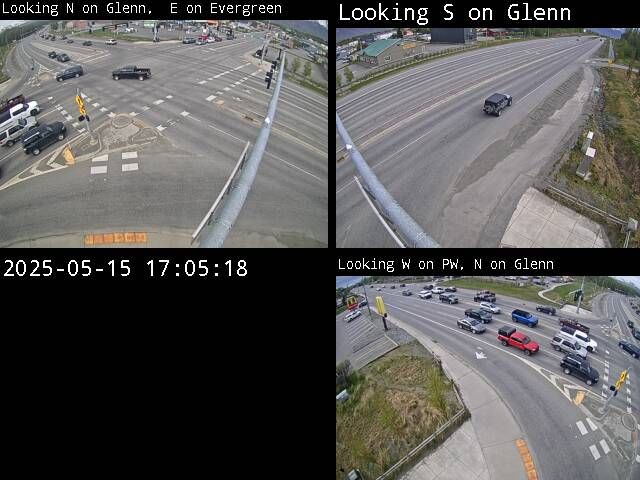 Looking N on Glenn,  E on Evergreen
Looking S on Glenn
2025-05-15 17:05:18
Looking W on PW, N on Glenn